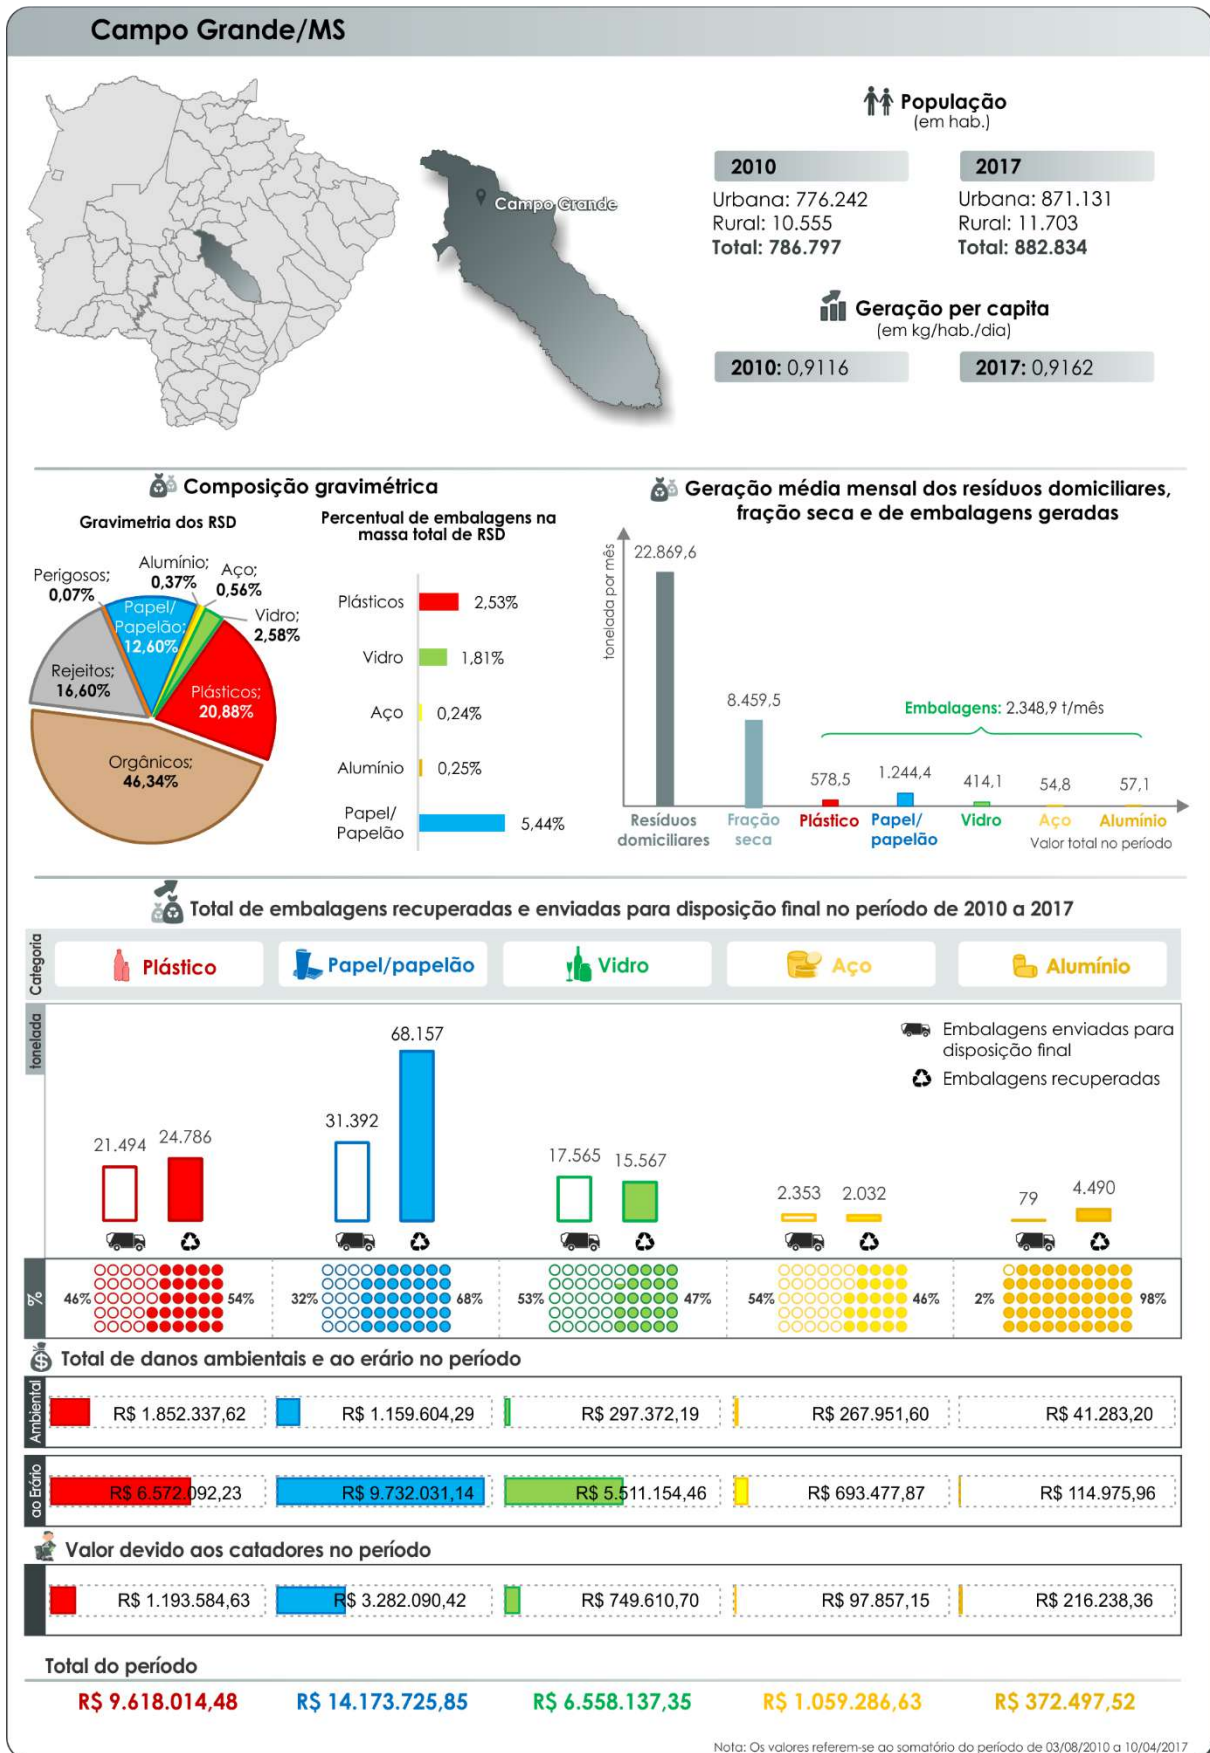 Campo Grande/MS
População
(em hab.)
2010
2017
Urbana: 776.242
Rural: 10.555
Total: 786.797
Urbana: 871.131
Rural: 11.703
Total: 882.834
Campo Grande
Geração per capita
(em kg/hab./dia)
2010: 0,9116
2017: 0,9162
Composição gravimétrica
Gravimetria dos RSD
Perigosos;
0,07%
Alumínio;
0,37%
Aço;
0,56%
Papel/
Papelão;
12,60%
Vidro;
2,58%
Rejeitos;
16,60%
Plásticos;
20,88%
Orgânicos;
46,34%
Percentual de embalagens na
massa total de RSD
Plásticos
2,53%
Vidro
1,81%
Aço
0,24%
Alumínio
0,25%
Papel/
Papelão
5,44%
Geração média mensal dos resíduos domiciliares,
fração seca e de embalagens geradas
tonelada por mês
22.869,6
8.459,5
Embalagens: 2.348,9 t/mês
578,5
1.244,4
414,1
54,8
57,1
Resíduos
domiciliares
Fração
seca
Plástico
Papel/
papelão
Vidro
Aço
Alumínio
Valor total no período
Total de embalagens recuperadas e enviadas para disposição final no período de 2010 a 2017
Categoria
Plástico
Papel/papelão
Vidro
Aço
Alumínio
tonelada
Embalagens enviadas para
disposição final
Embalagens recuperadas
21.494
24.786
31.392
68.157
17.565
15.567
2.353
2.032
79
4.490
%
46%
54%
32%
68%
53%
47%
54%
46%
2%
98%
Total de danos ambientais e ao erário no período
Ambiental
R$ 1.852.337,62
R$ 1.159.604,29
R$ 297.372,19
R$ 267.951,60
R$ 41.283,20
ao Erário
R$ 6.572.092,23
R$ 9.732.031,14
R$ 5.511.154,46
R$ 693.477,87
R$ 114.975,96
Valor devido aos catadores no período
R$ 1.193.584,63
R$ 3.282.090,42
R$ 749.610,70
R$ 97.857,15
R$ 216.238,36
Total do período
R$ 9.618.014,48
R$ 14.173.725,85
R$ 6.558.137,35
R$ 1.059.286,63
R$ 372.497,52
Nota: Os valores referem-se ao somatório do período de 03/08/2010 a 10/04/2017